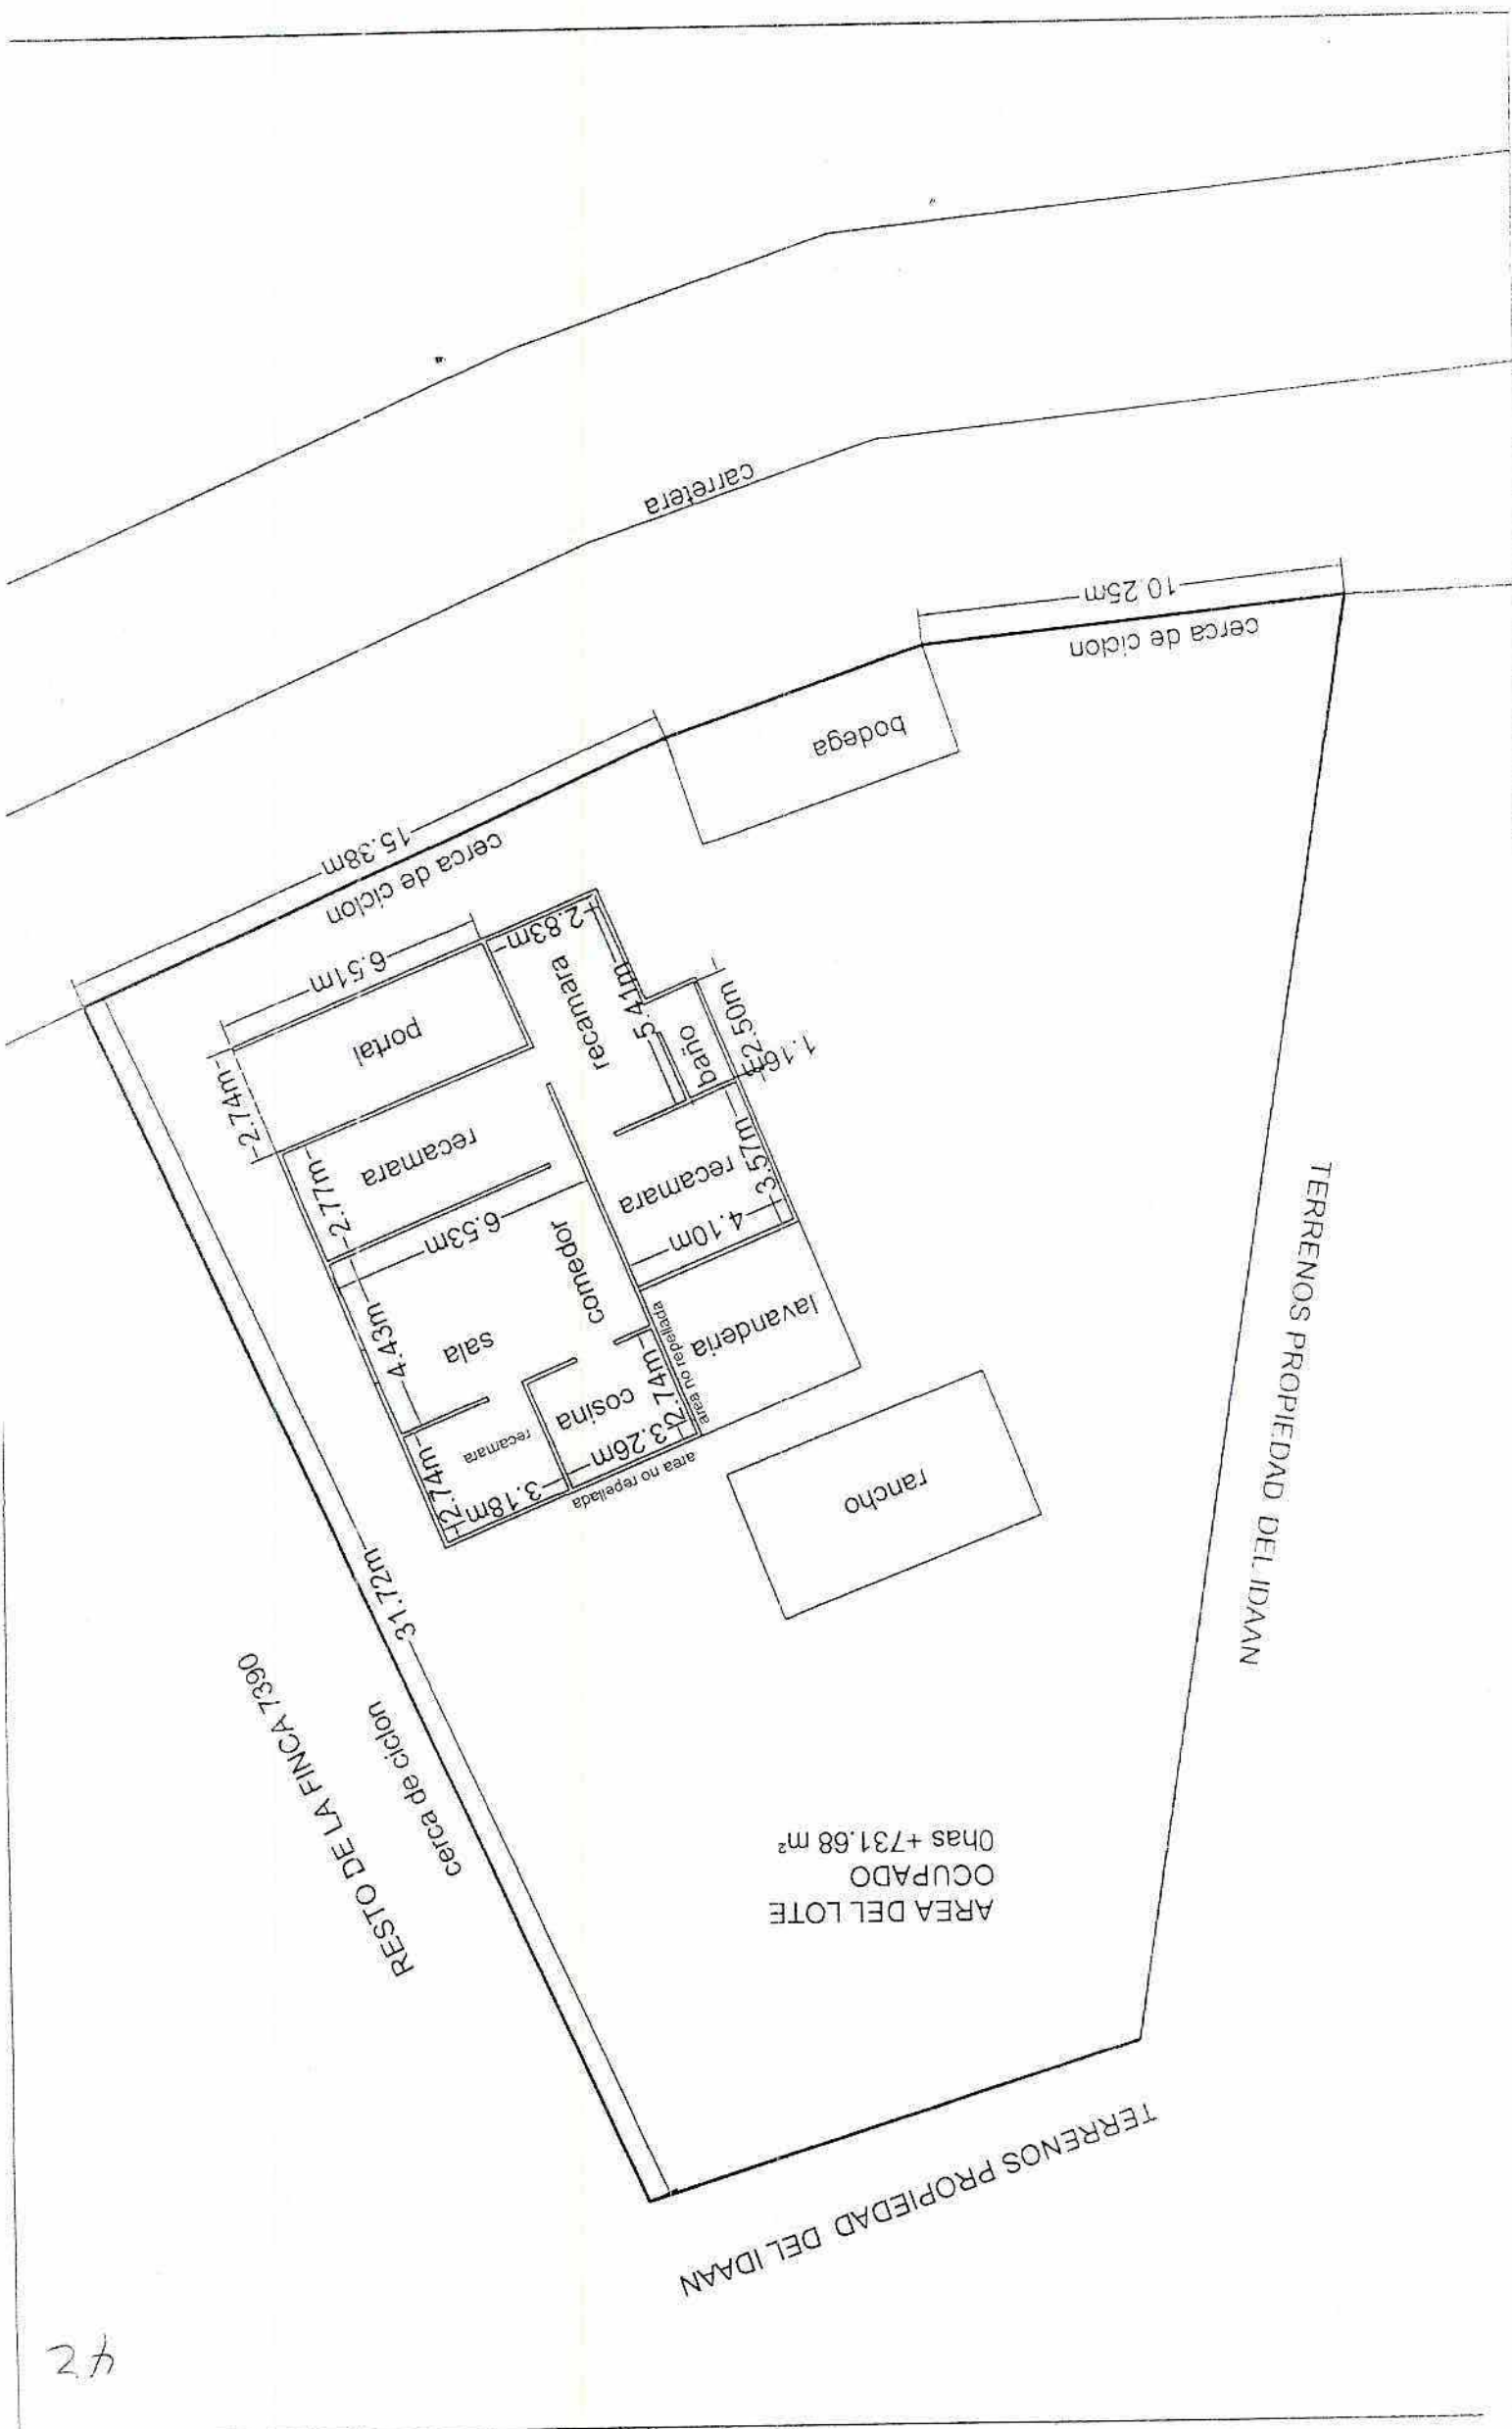 42
TERRENOS PROPIEDAD DEL IDAAN
AREA DEL LOTE
OCUPADO
0has +731.68 m²
RESTO DE LA FINCA 7390
cerca de ciclon
31.72m
TERRENOS PROPIEDAD DEL IDAAN
rancho
area no repellada
area no repellada
3.18m
3.26m
2.74m
2.74m
recamara
cosina
lavanderia
sala
comedor
4.43m
6.53m
4.10m
3.57m
recamara
recamara
2.77m
2.74m
1.16m
2.50m
baño
5.41m
recamara
portal
6.51m
2.83m
cerca de ciclon
15.38m
bodega
cerca de ciclon
10.25m
carretera